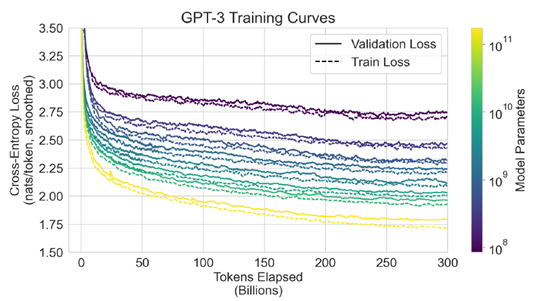 GPT-3 Training Curves
3.50
3.25
3.00
2.75
2.50
2.25
2.00
1.75
1.50
Cross-Entropy Loss
(nats/token, smoothed)
Validation Loss
Train Loss
0
50
100
150
200
250
300
Tokens Elapsed
(Billions)
10¹¹
10¹⁰
10⁹
10⁸
Model Parameters